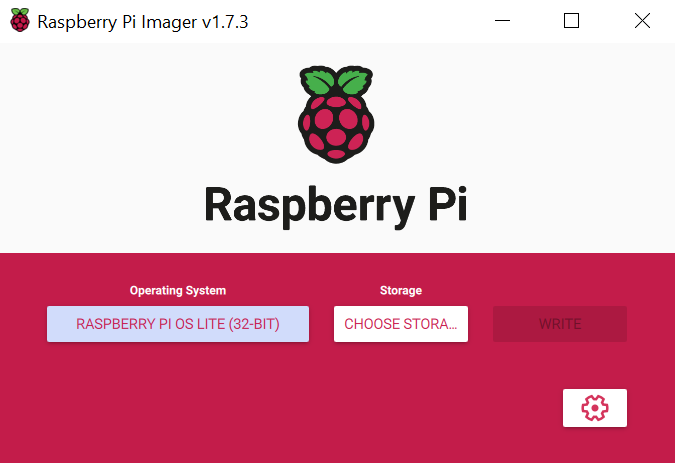 Raspberry Pi Imager v1.7.3
Raspberry Pi
Operating System
Storage
RASPBERRY PI OS LITE (32-BIT)
CHOOSE STORA...
WRITE